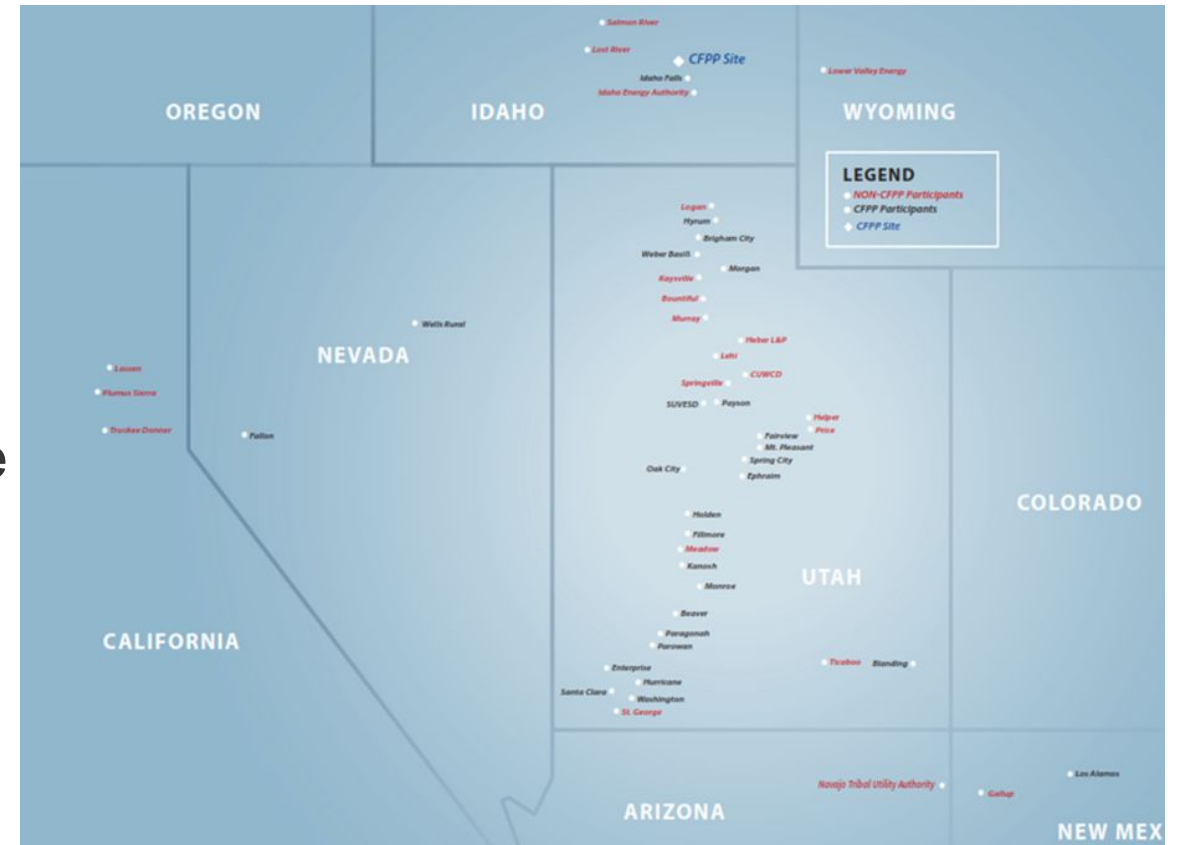 Salmon River
Lost River
CFPP Site
Idaho Falls
Lower Valley Energy
Idaho Energy Authority
OREGON
IDAHO
WYOMING
LEGEND
NON-CFPP Participants
CFPP Participants
CFPP Site
Logan
Hyrum
Brigham City
Weber Basin
Morgan
Kaysville
Bountiful
Murray
Wells Rural
Heber L&P
NEVADA
Lehi
Lassen
CUWCD
Springville
Plumus Sierra
SUVESD
Payson
Helper
Truckee Donner
Price
Fallon
Fairview
e
Mt. Pleasant
Spring City
Oak City
Ephraim
COLORADO
Holden
Fillmore
Meadow
Kanosh
UTAH
Monroe
Beaver
CALIFORNIA
Paragonah
Parowan
Ticaboo
Blanding
Enterprise
Hurricane
Santa Clara
Washington
St. George
Los Alamos
Navajo Tribal Utility Authority
Gallup
ARIZONA
NEW MEX